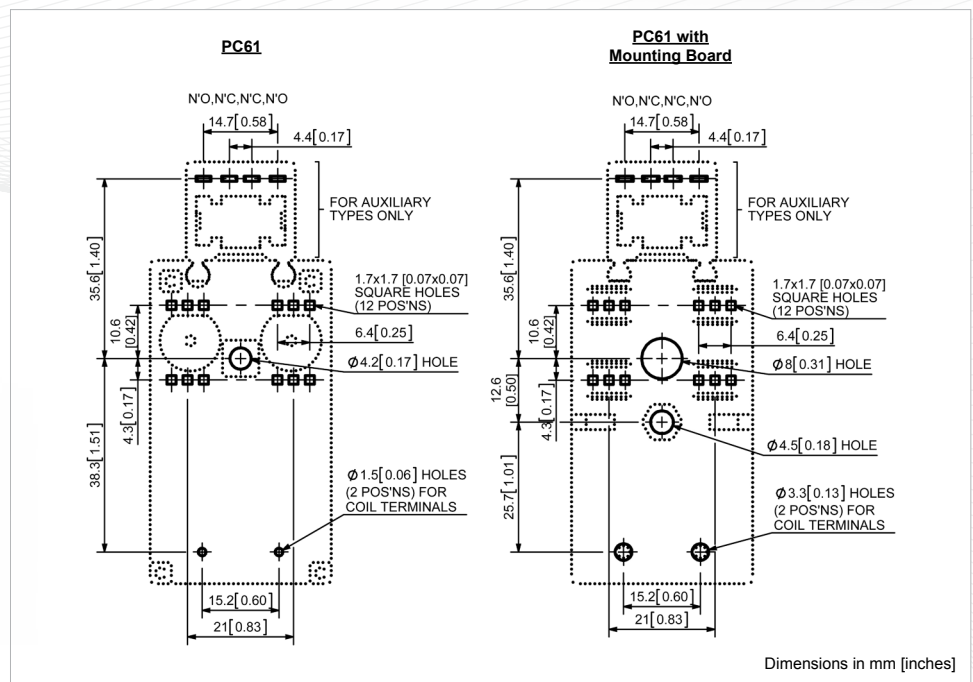 PC61
N'O,N'C,N'C,N'O
14.7[0.58]
4.4[0.17]
FOR AUXILIARY
TYPES ONLY
35.6[1.40]
1.7x1.7 [0.07x0.07]
SQUARE HOLES
(12 POS'NS)
10.6
[0.42]
6.4[0.25]
Ø4.2[0.17] HOLE
4.3[0.17]
38.3[1.51]
Ø1.5[0.06] HOLES
(2 POS'NS) FOR
COIL TERMINALS
15.2[0.60]
21[0.83]
PC61 with
Mounting Board
N'O,N'C,N'C,N'O
14.7[0.58]
4.4[0.17]
FOR AUXILIARY
TYPES ONLY
35.6[1.40]
1.7x1.7 [0.07x0.07]
SQUARE HOLES
(12 POS'NS)
10.6
[0.42]
6.4[0.25]
Ø8[0.31] HOLE
12.6
[0.50]
4.3[0.17]
Ø4.5[0.18] HOLE
25.7[1.01]
Ø3.3[0.13] HOLES
(2 POS'NS) FOR
COIL TERMINALS
15.2[0.60]
21[0.83]
Dimensions in mm [inches]